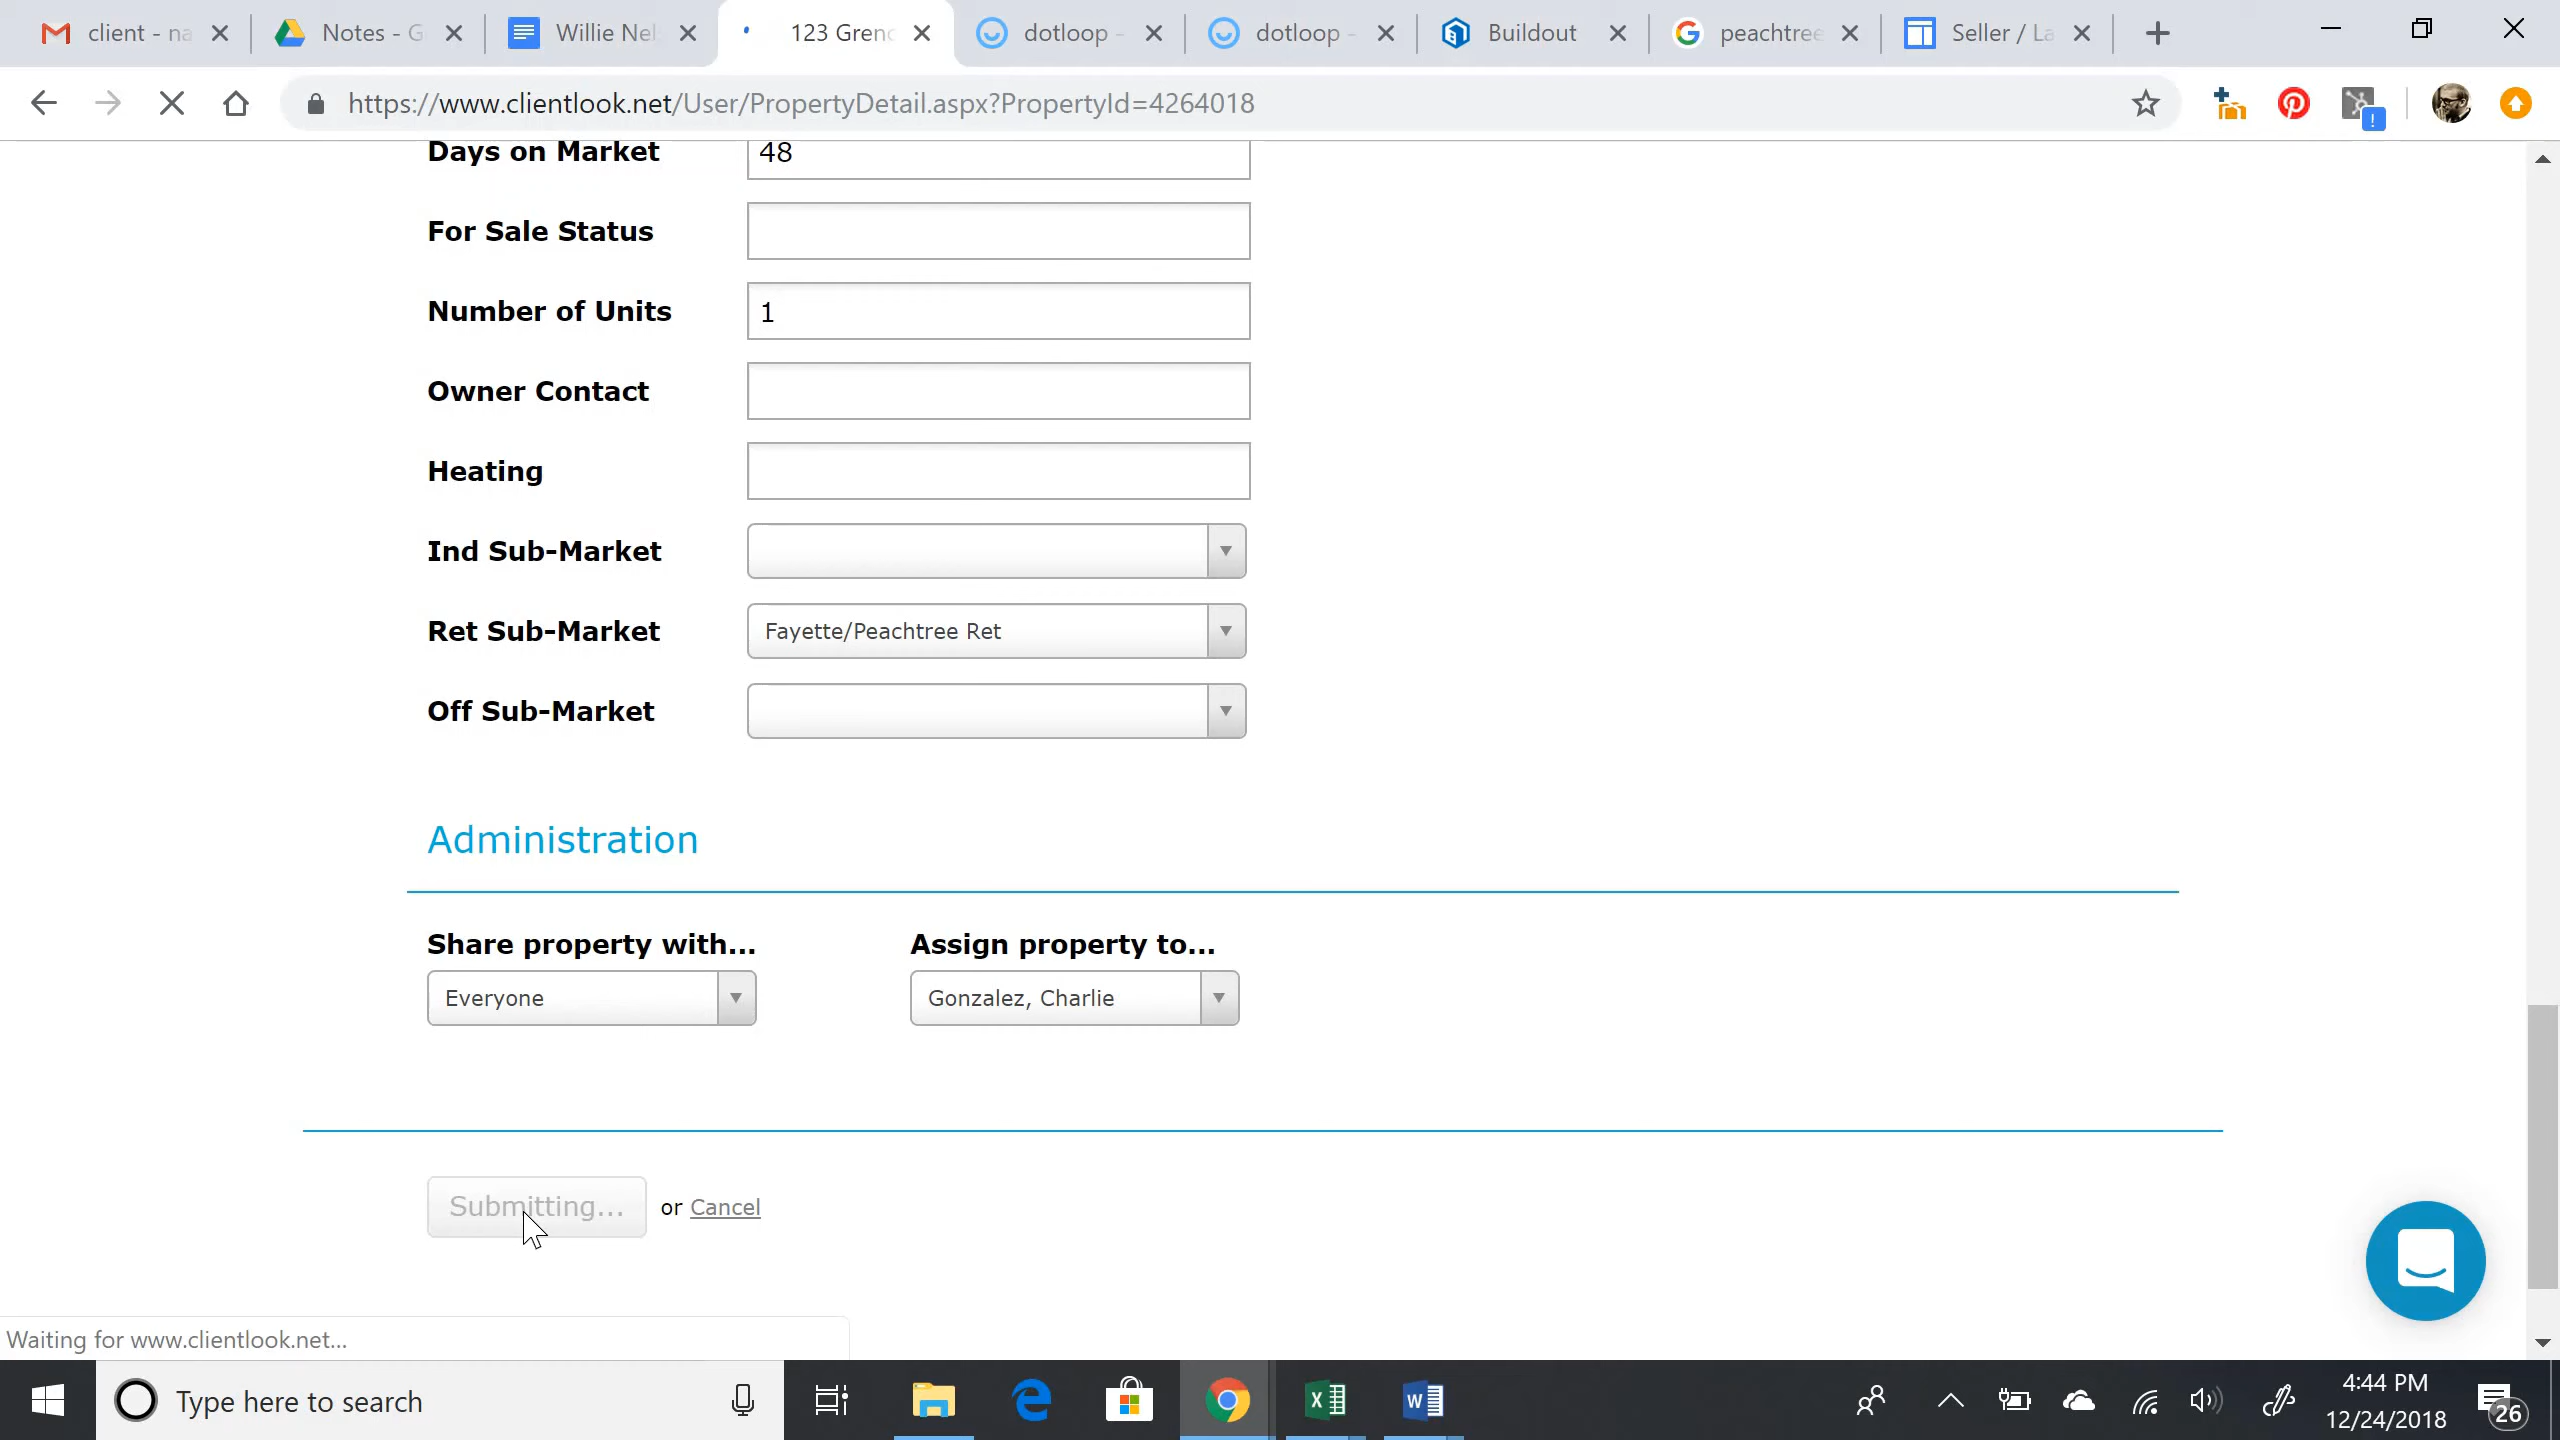 client - na
Notes - G
Willie Nel
123 Gren
dotloop -
dotloop -
Buildout
peachtree
Seller / La
https://www.clientlook.net/User/PropertyDetail.aspx?PropertyId=4264018
Days on Market 48
For Sale Status
Number of Units 1
Owner Contact
Heating
Ind Sub-Market
Ret Sub-Market Fayette/Peachtree Ret
Off Sub-Market
Administration
Share property with... Assign property to...
Everyone Gonzalez, Charlie
Submitting... or Cancel
Waiting for www.clientlook.net...
Type here to search
4:44 PM
12/24/2018
26